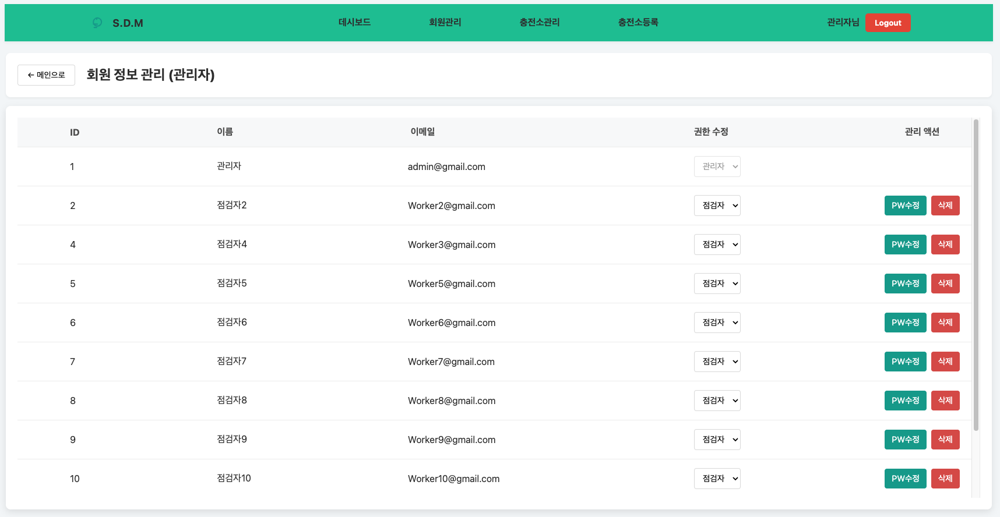 S.D.M 데시보드 회원관리 충전소관리 충전소등록 관리자님 Logout
← 메인으로 회원 정보 관리 (관리자)
ID 이름 이메일 권한 수정 관리 액션
1 관리자 admin@gmail.com 관리자
2 점검자2 Worker2@gmail.com 점검자 PW수정 삭제
4 점검자4 Worker3@gmail.com 점검자 PW수정 삭제
5 점검자5 Worker5@gmail.com 점검자 PW수정 삭제
6 점검자6 Worker6@gmail.com 점검자 PW수정 삭제
7 점검자7 Worker7@gmail.com 점검자 PW수정 삭제
8 점검자8 Worker8@gmail.com 점검자 PW수정 삭제
9 점검자9 Worker9@gmail.com 점검자 PW수정 삭제
10 점검자10 Worker10@gmail.com 점검자 PW수정 삭제